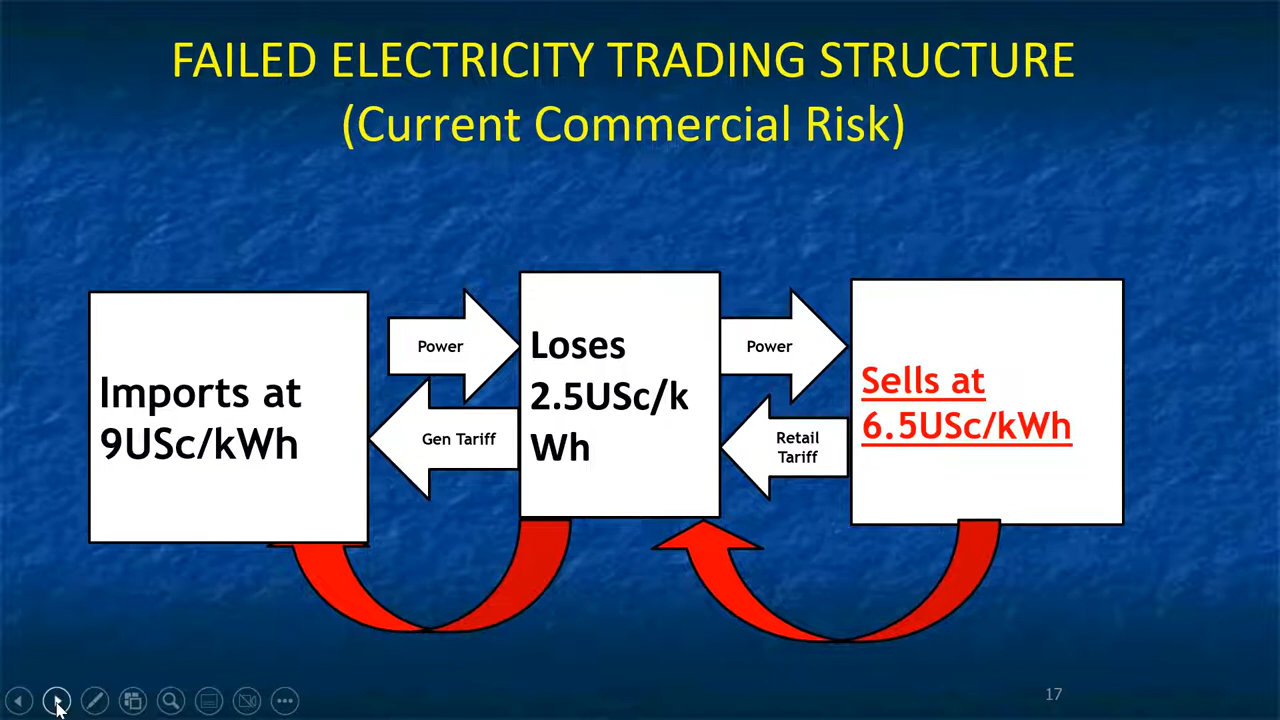 FAILED ELECTRICITY TRADING STRUCTURE
(Current Commercial Risk)
Imports at
9USc/kWh
Power
Gen Tariff
Loses
2.5USc/k
Wh
Power
Retail
Tariff
Sells at
6.5USc/kWh
17